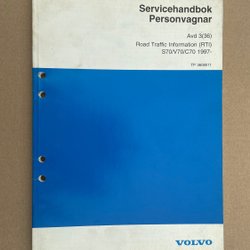 Servicehandbok
Personvagnar
Avd 3(36)
Road Traffic Information (RTI)
S70/V70/C70 1997-
VOLVO